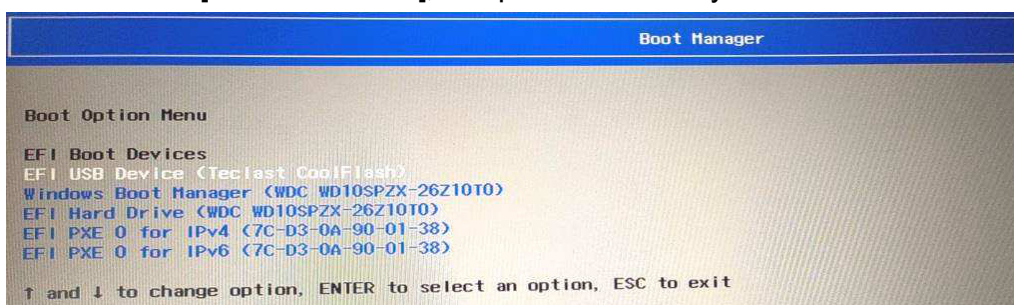 Boot Manager
Boot Option Menu
EFI Boot Devices
EFI USB Device (Teclast CoolFlash)
Windows Boot Manager (WDC WD10SPZX-26Z10T0)
EFI Hard Drive (WDC WD10SPZX-26Z10T0)
EFI PXE 0 for IPv4 (7C-D3-0A-90-01-38)
EFI PXE 0 for IPv6 (7C-D3-0A-90-01-38)
↑ and ↓ to change option, ENTER to select an option, ESC to exit